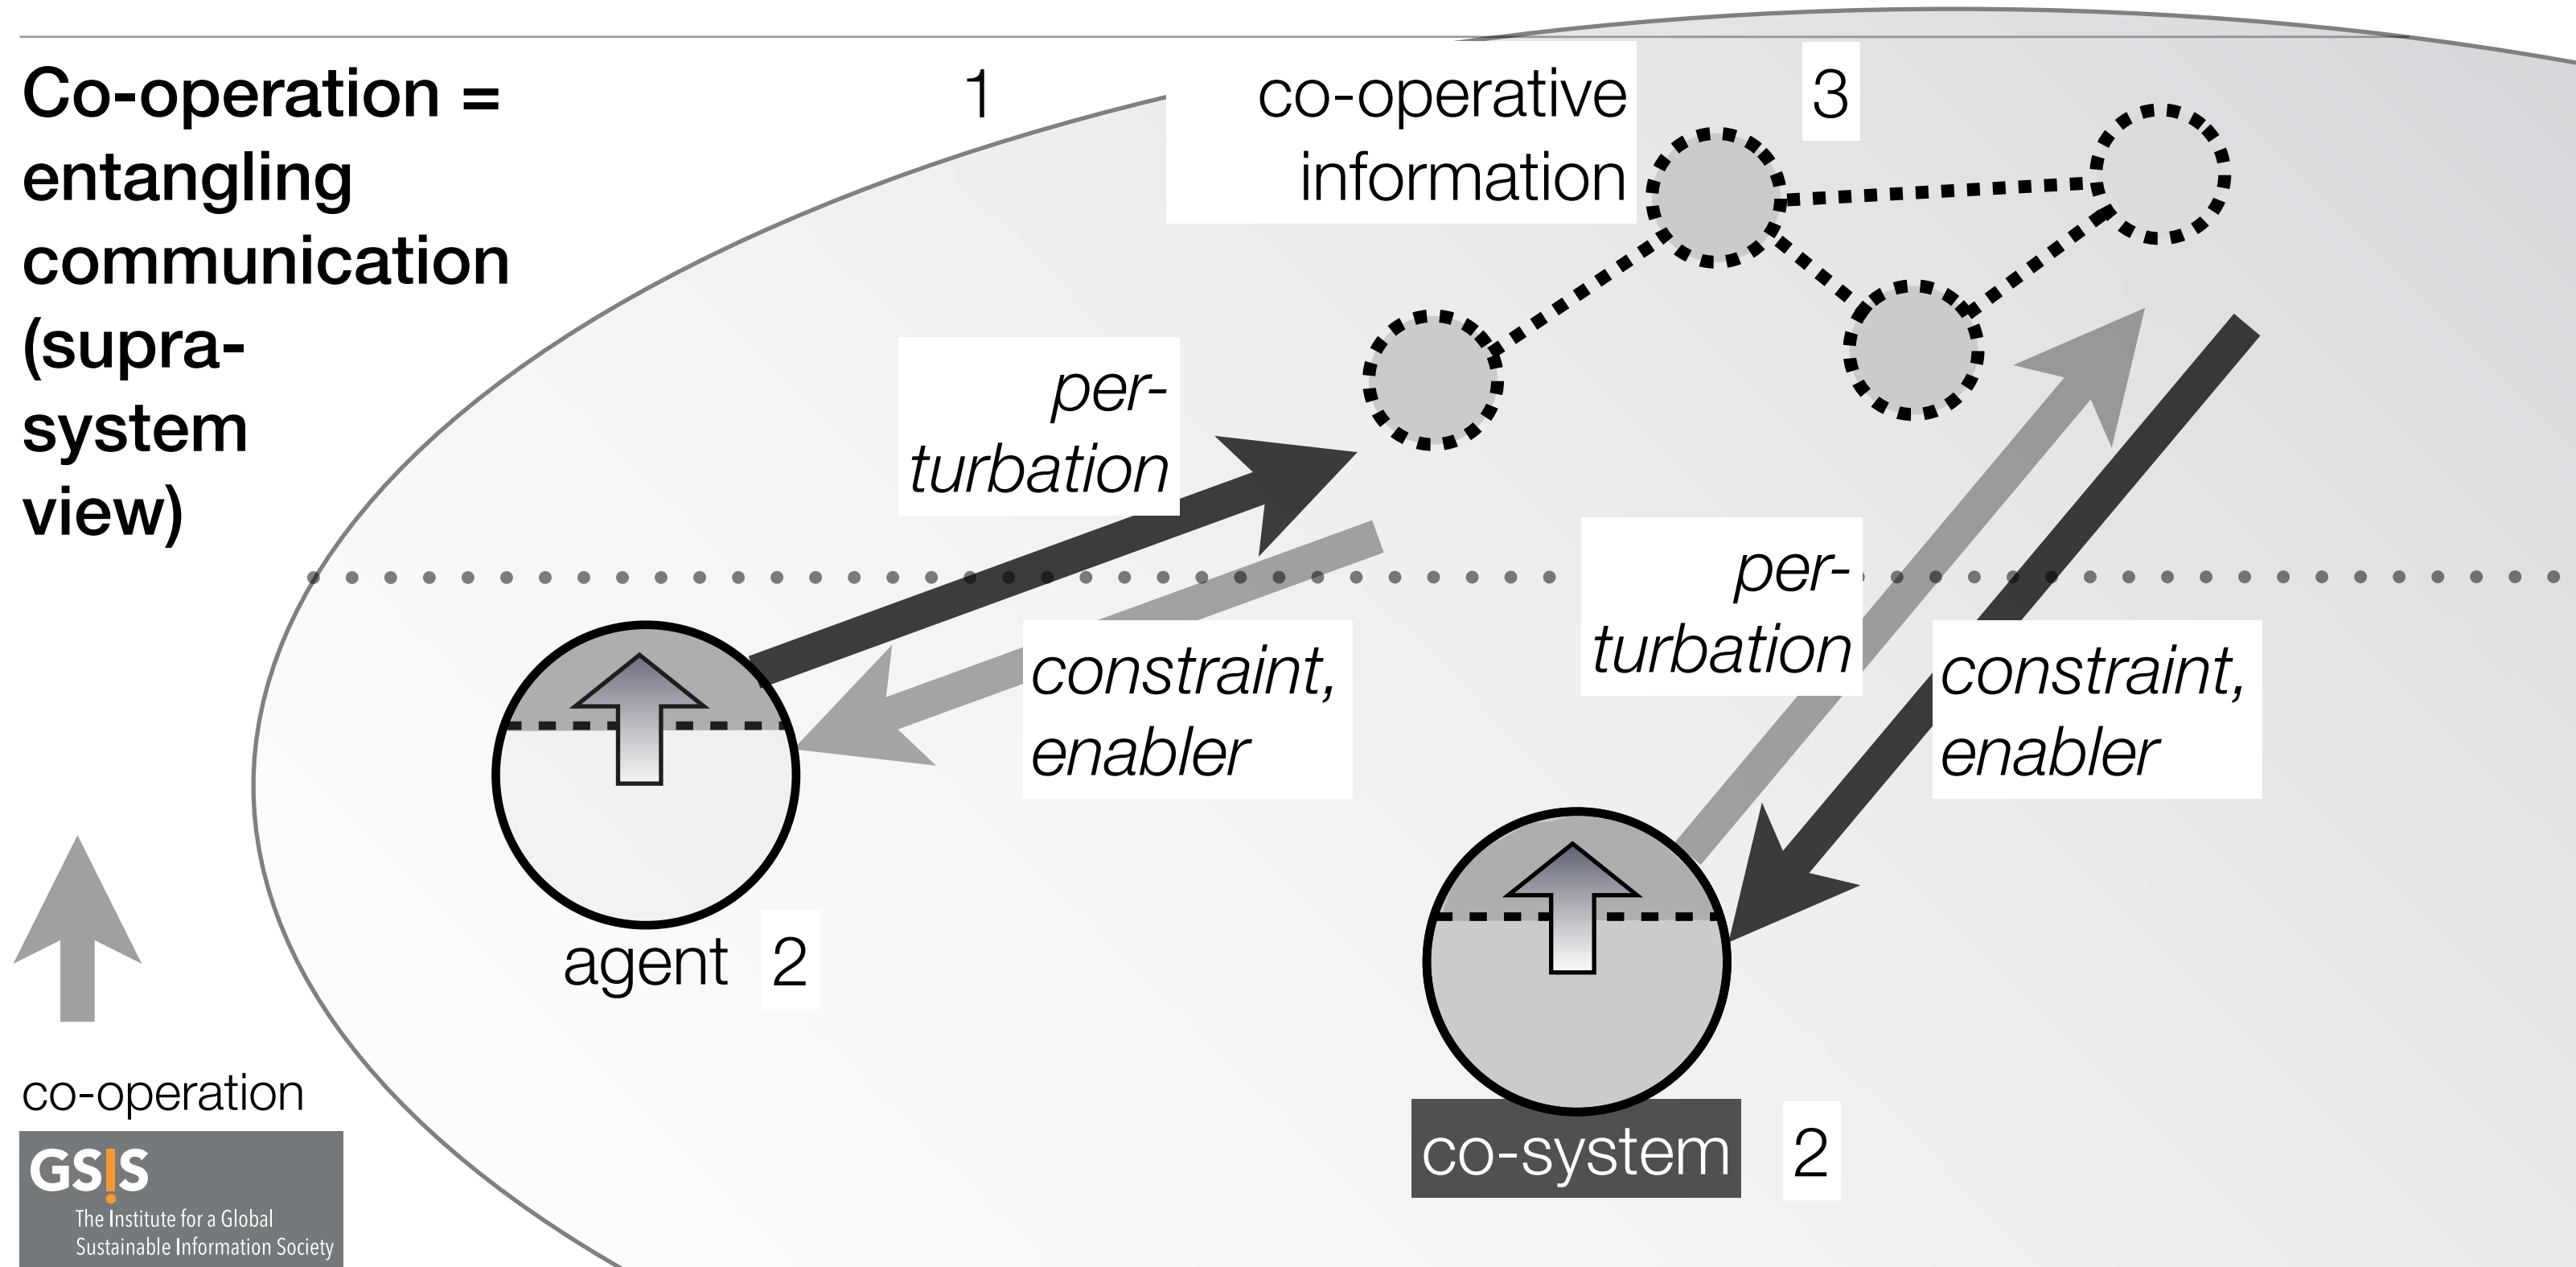 Co-operation =
entangling
communication
(supra-
system
view)
1
co-operative
information
3
per-
turbation
constraint,
enabler
per-
turbation
constraint,
enabler
agent 2
co-system 2
co-operation
GSIS
The Institute for a Global
Sustainable Information Society